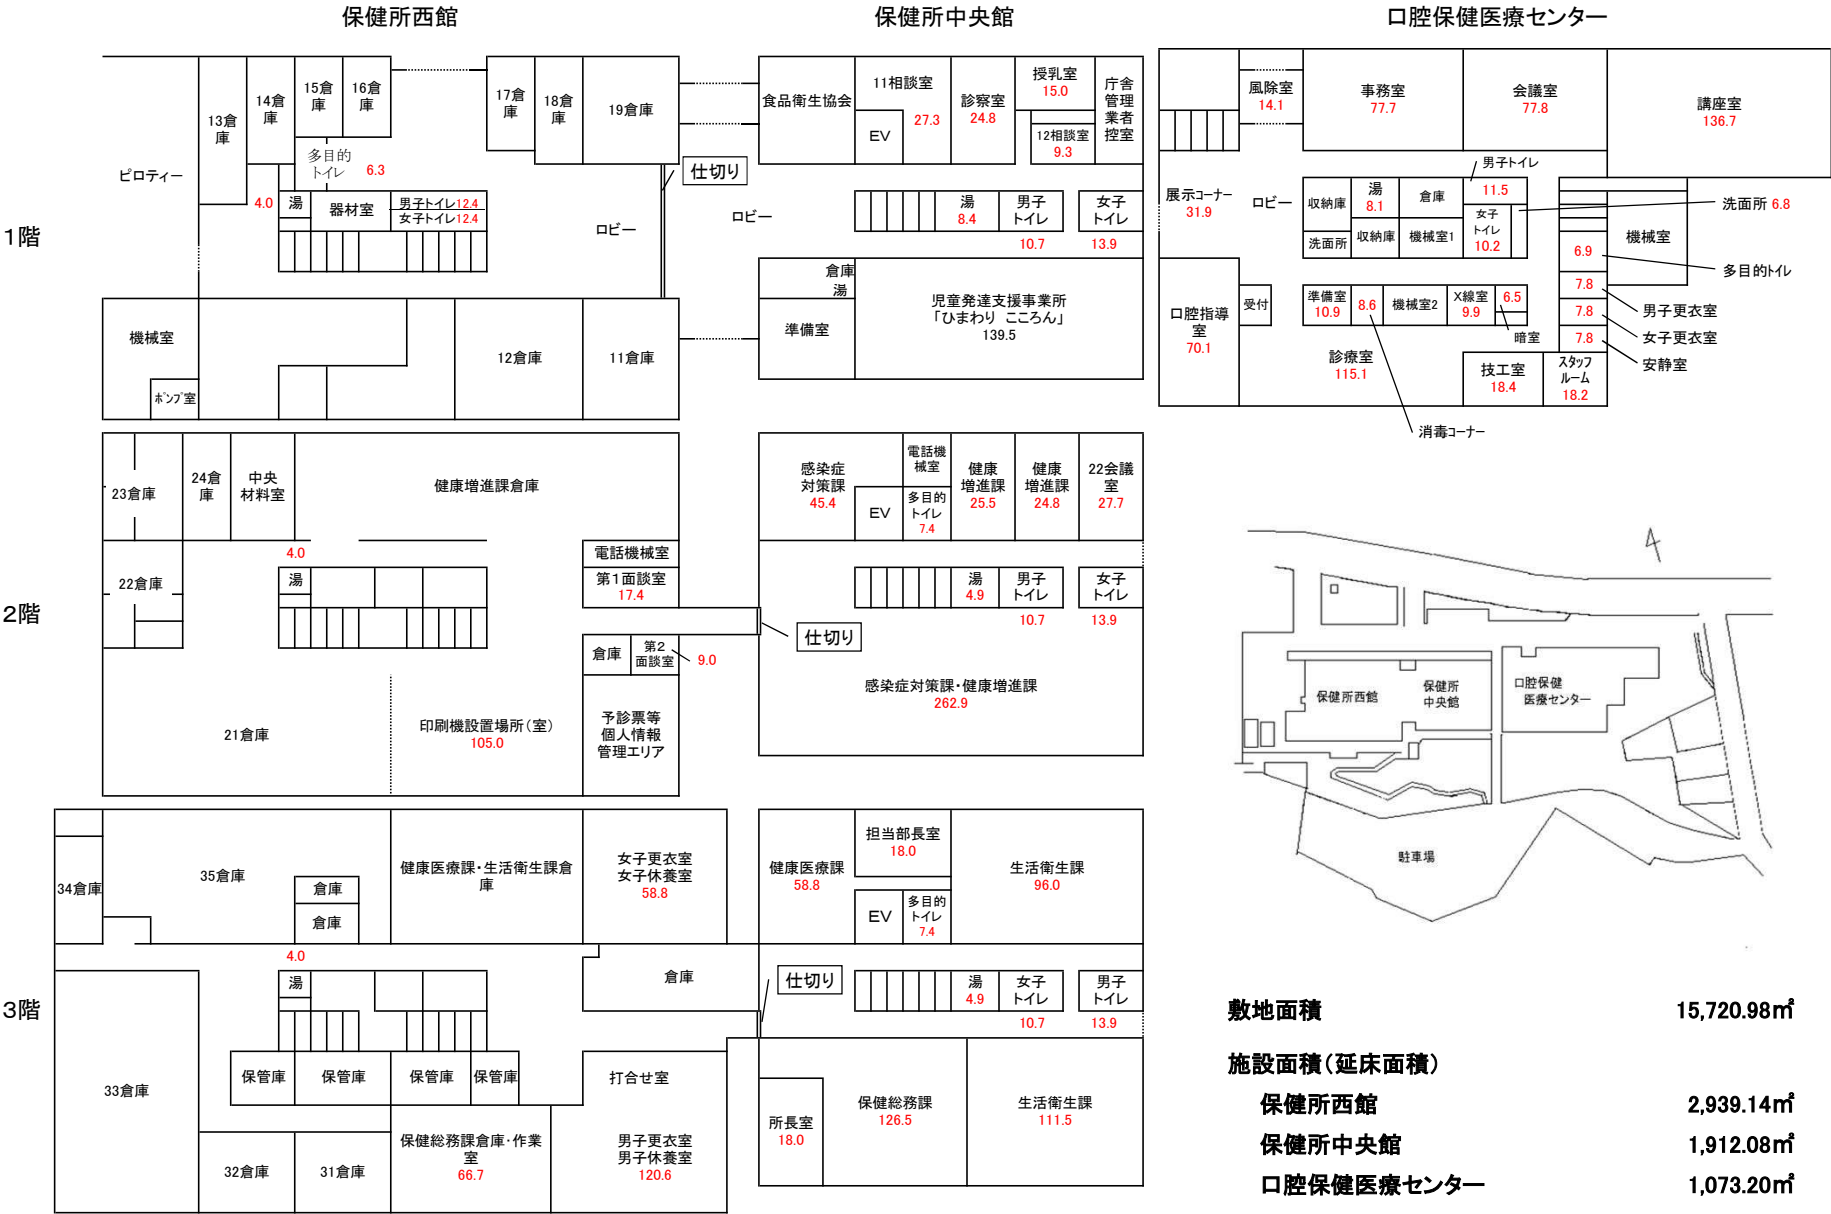 保健所西館
保健所中央館
口腔保健医療センター
1階
ピロティー
13倉
庫
14倉
庫
15倉
庫
16倉
庫
多目的
トイレ
6.3
4.0
湯
器材室
男子トイレ12.4
女子トイレ12.4
17倉
庫
18倉
庫
19倉庫
ロビー
仕切り
機械室
ポンプ室
12倉庫
11倉庫
食品衛生協会
11相談室
27.3
EV
診察室
24.8
授乳室
15.0
12相談室
9.3
庁舎
管理
業者
控室
ロビー
湯
8.4
男子
トイレ
10.7
女子
トイレ
13.9
倉庫
湯
準備室
児童発達支援事業所
「ひまわり こころん」
139.5
風除室
14.1
事務室
77.7
会議室
77.8
講座室
136.7
展示コーナー
31.9
ロビー
収納庫
湯
8.1
倉庫
男子トイレ
11.5
洗面所
収納庫
機械室1
女子
トイレ
10.2
洗面所 6.8
機械室
6.9
多目的トイレ
7.8
男子更衣室
7.8
女子更衣室
7.8
安静室
口腔指導
室
70.1
受付
準備室
10.9
8.6
機械室2
X線室
9.9
6.5
暗室
診療室
115.1
技工室
18.4
スタッフ
ルーム
18.2
消毒コーナー
2階
23倉庫
24倉
庫
中央
材料室
健康増進課倉庫
4.0
湯
22倉庫
電話機械室
第1面談室
17.4
仕切り
倉庫
第2
面談室
9.0
21倉庫
印刷機設置場所(室)
105.0
予診票等
個人情報
管理エリア
感染症
対策課
45.4
EV
電話機
械室
多目的
トイレ
7.4
健康
増進課
25.5
健康
増進課
24.8
22会議
室
27.7
湯
4.9
男子
トイレ
10.7
女子
トイレ
13.9
感染症対策課・健康増進課
262.9
3階
34倉庫
35倉庫
倉庫
倉庫
健康医療課・生活衛生課倉
庫
女子更衣室
女子休養室
58.8
4.0
湯
倉庫
仕切り
33倉庫
保管庫
保管庫
保管庫
保管庫
打合せ室
32倉庫
31倉庫
保健総務課倉庫・作業
室
66.7
男子更衣室
男子休養室
120.6
健康医療課
58.8
担当部長室
18.0
EV
多目的
トイレ
7.4
生活衛生課
96.0
湯
4.9
女子
トイレ
10.7
男子
トイレ
13.9
所長室
18.0
保健総務課
126.5
生活衛生課
111.5
保健所西館
保健所
中央館
口腔保健
医療センター
駐車場
敷地面積 15,720.98㎡
施設面積(延床面積)
保健所西館 2,939.14㎡
保健所中央館 1,912.08㎡
口腔保健医療センター 1,073.20㎡